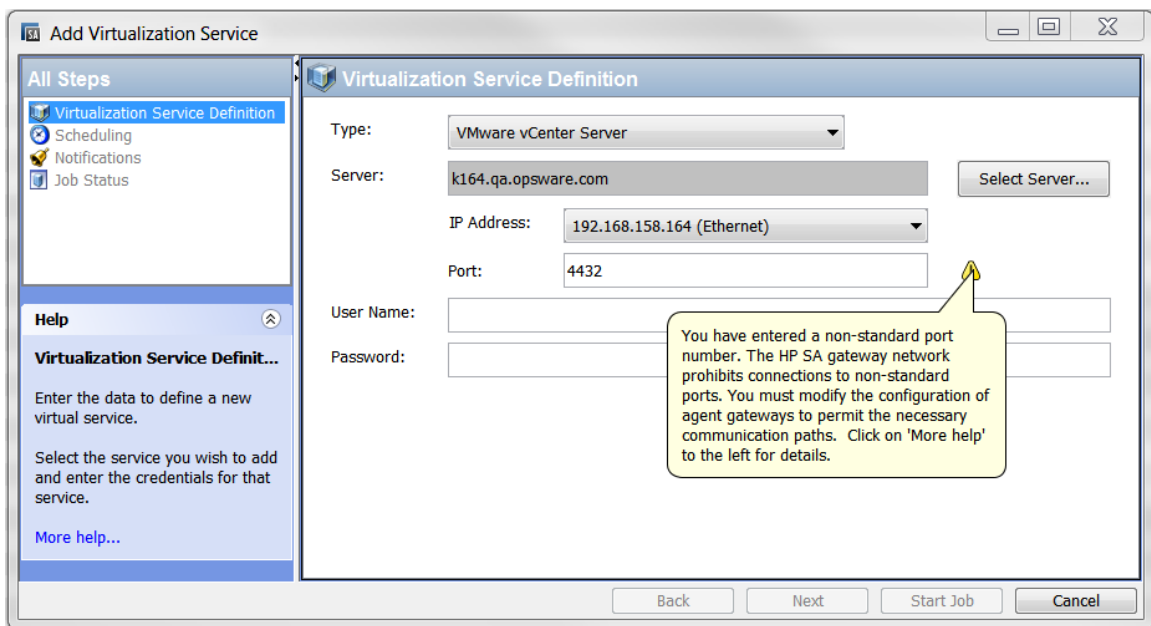 SA Add Virtualization Service
All Steps
Virtualization Service Definition
Scheduling
Notifications
Job Status
Help
Virtualization Service Definit...
Enter the data to define a new
virtual service.
Select the service you wish to add
and enter the credentials for that
service.
More help...
Virtualization Service Definition
Type:
VMware vCenter Server
Server:
k164.qa.opsware.com
Select Server...
IP Address:
192.168.158.164 (Ethernet)
Port:
4432
User Name:
Password:
You have entered a non-standard port
number. The HP SA gateway network
prohibits connections to non-standard
ports. You must modify the configuration of
agent gateways to permit the necessary
communication paths.  Click on 'More help'
to the left for details.
Back
Next
Start Job
Cancel